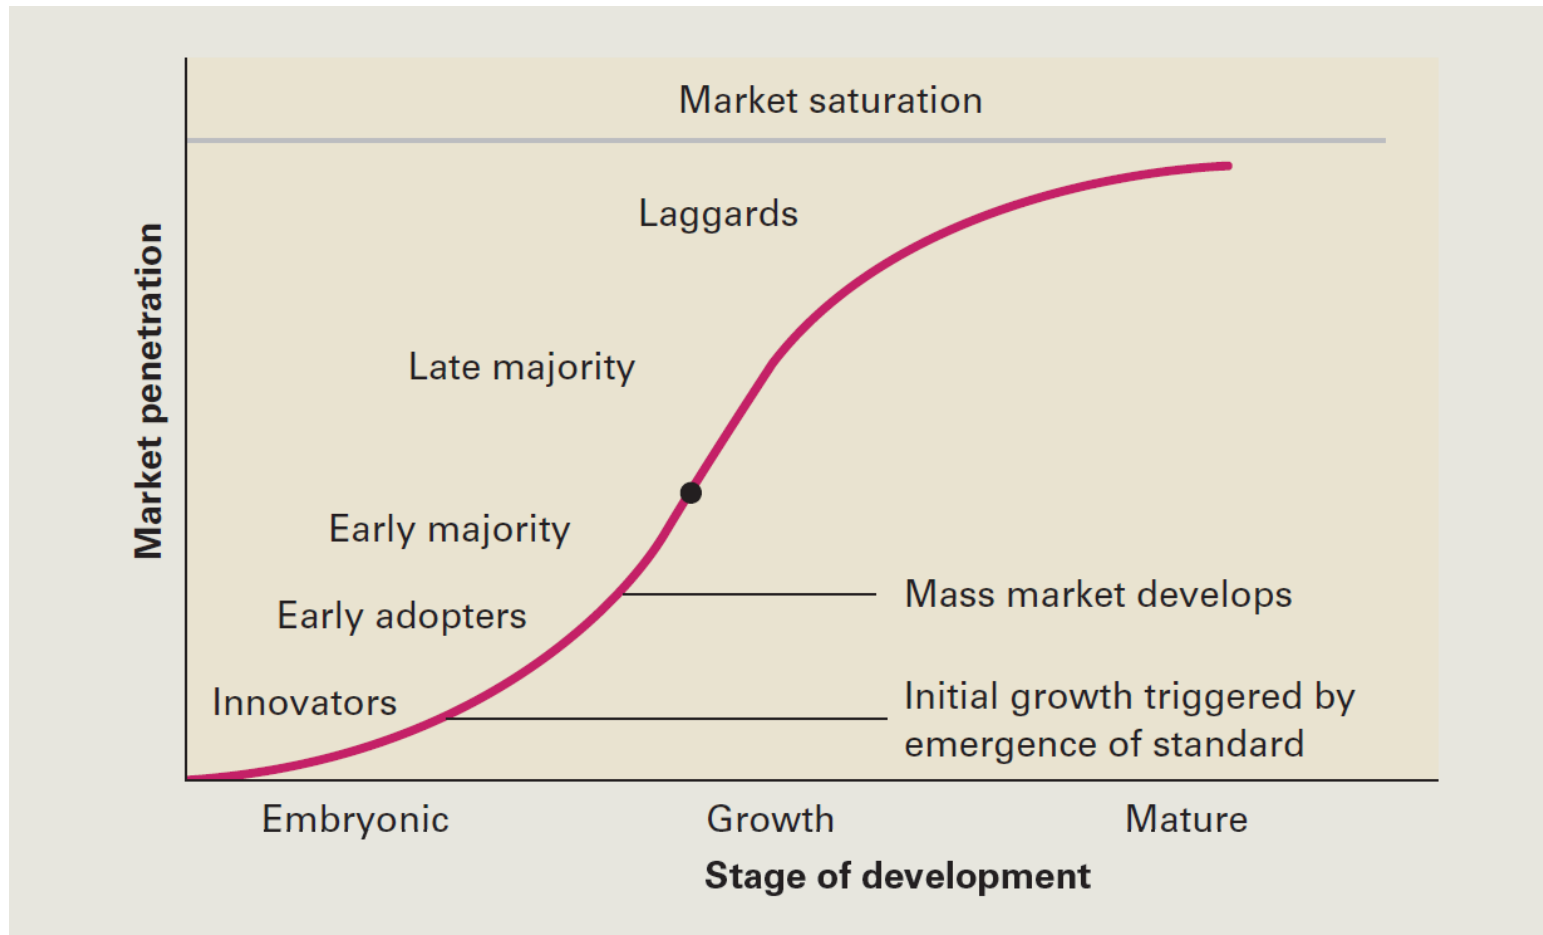 Market saturation
Laggards
Late majority
Early majority
Early adopters
Mass market develops
Innovators
Initial growth triggered by
emergence of standard
Market penetration
Embryonic Growth Mature
Stage of development